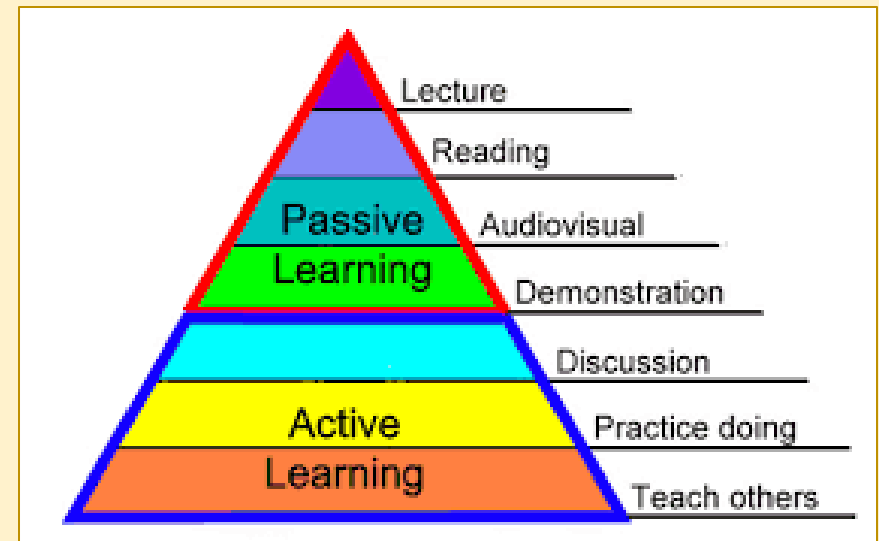 Lecture
Reading
Passive
Audiovisual
Learning
Demonstration
Discussion
Active
Practice doing
Learning
Teach others